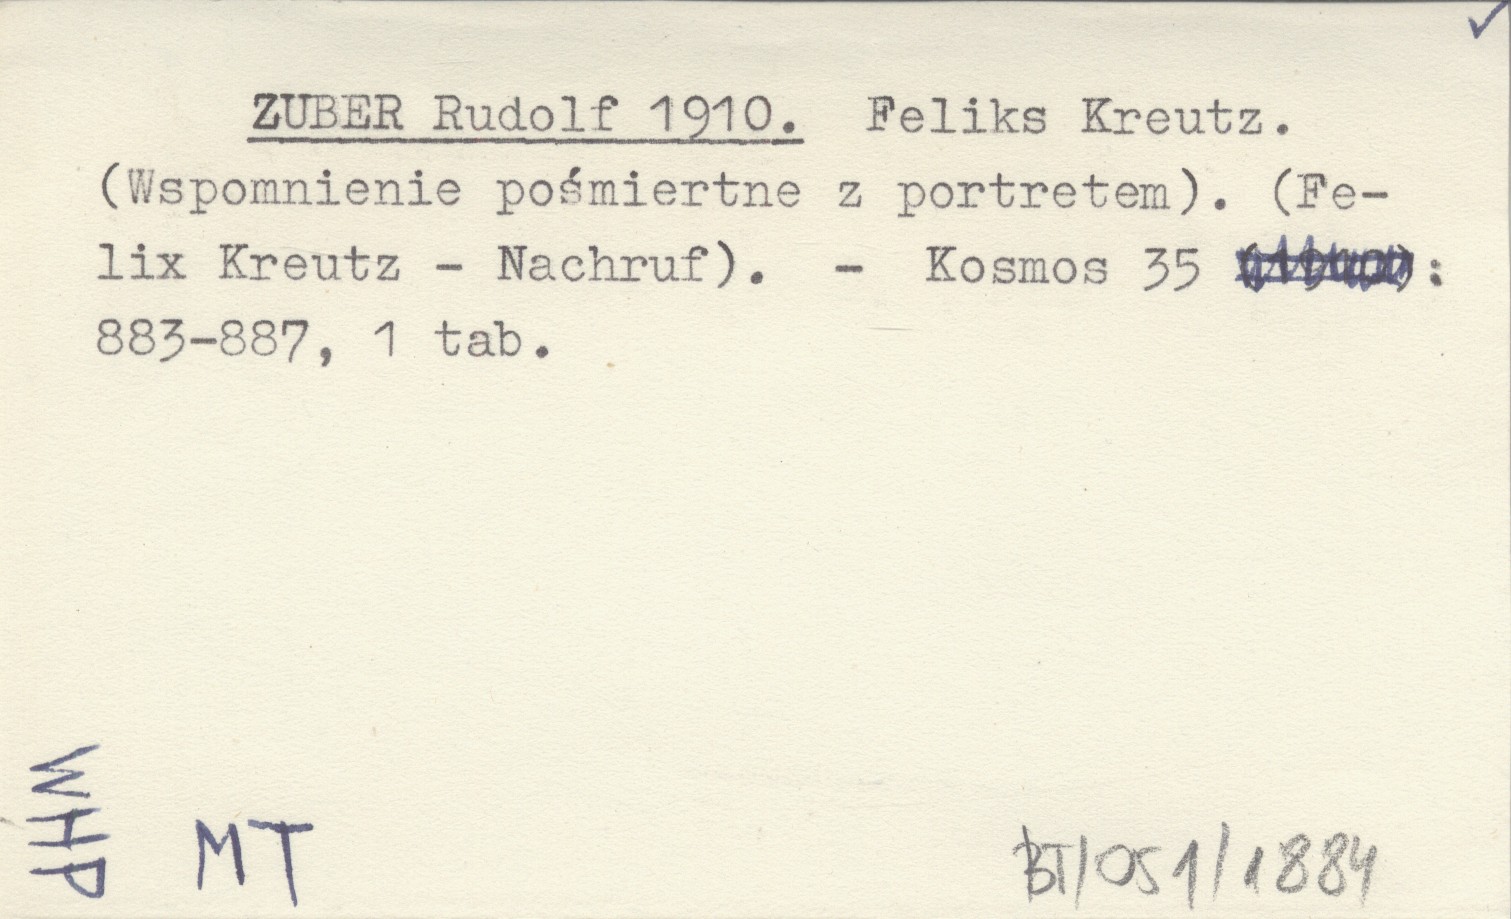 ZUBER Rudolf 1910. Feliks Kreutz.
(Wspomnienie pośmiertne z portretem). (Fe-
lix Kreutz - Nachruf). - Kosmos 35 :
883-887, 1 tab.
WHP
MT
BT/051/1884